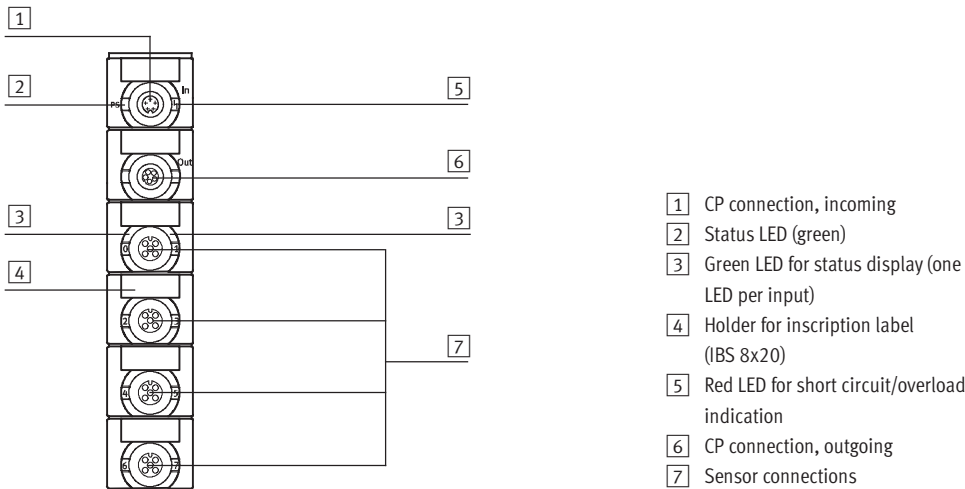 1
2
In
PS
5
Out
6
3
0
1
3
4
2
3
7
4
5
6
7
1 CP connection, incoming
2 Status LED (green)
3 Green LED for status display (one
LED per input)
4 Holder for inscription label
(IBS 8x20)
5 Red LED for short circuit/overload
indication
6 CP connection, outgoing
7 Sensor connections